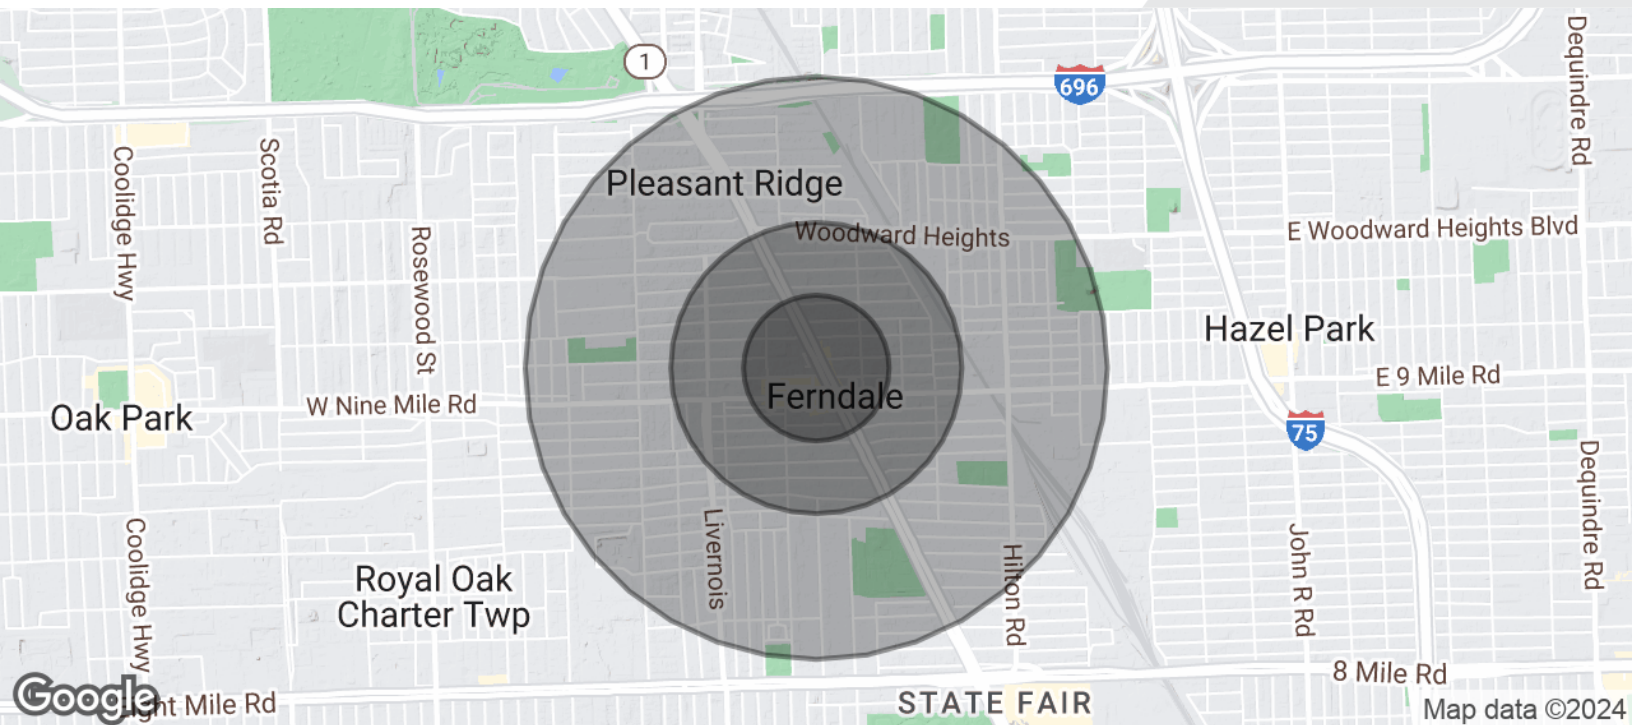 1
696
Dequindre Rd
Coolidge Hwy
Scotia Rd
Pleasant Ridge
Rosewood St
Woodward Heights
E Woodward Heights Blvd
Hazel Park
E 9 Mile Rd
Oak Park
W Nine Mile Rd
Ferndale
75
Dequindre Rd
Coolidge Hwy
Livernois
Hilton Rd
John R Rd
Royal Oak
Charter Twp
8 Mile Rd
Google
Eight Mile Rd
STATE FAIR
Map data ©2024